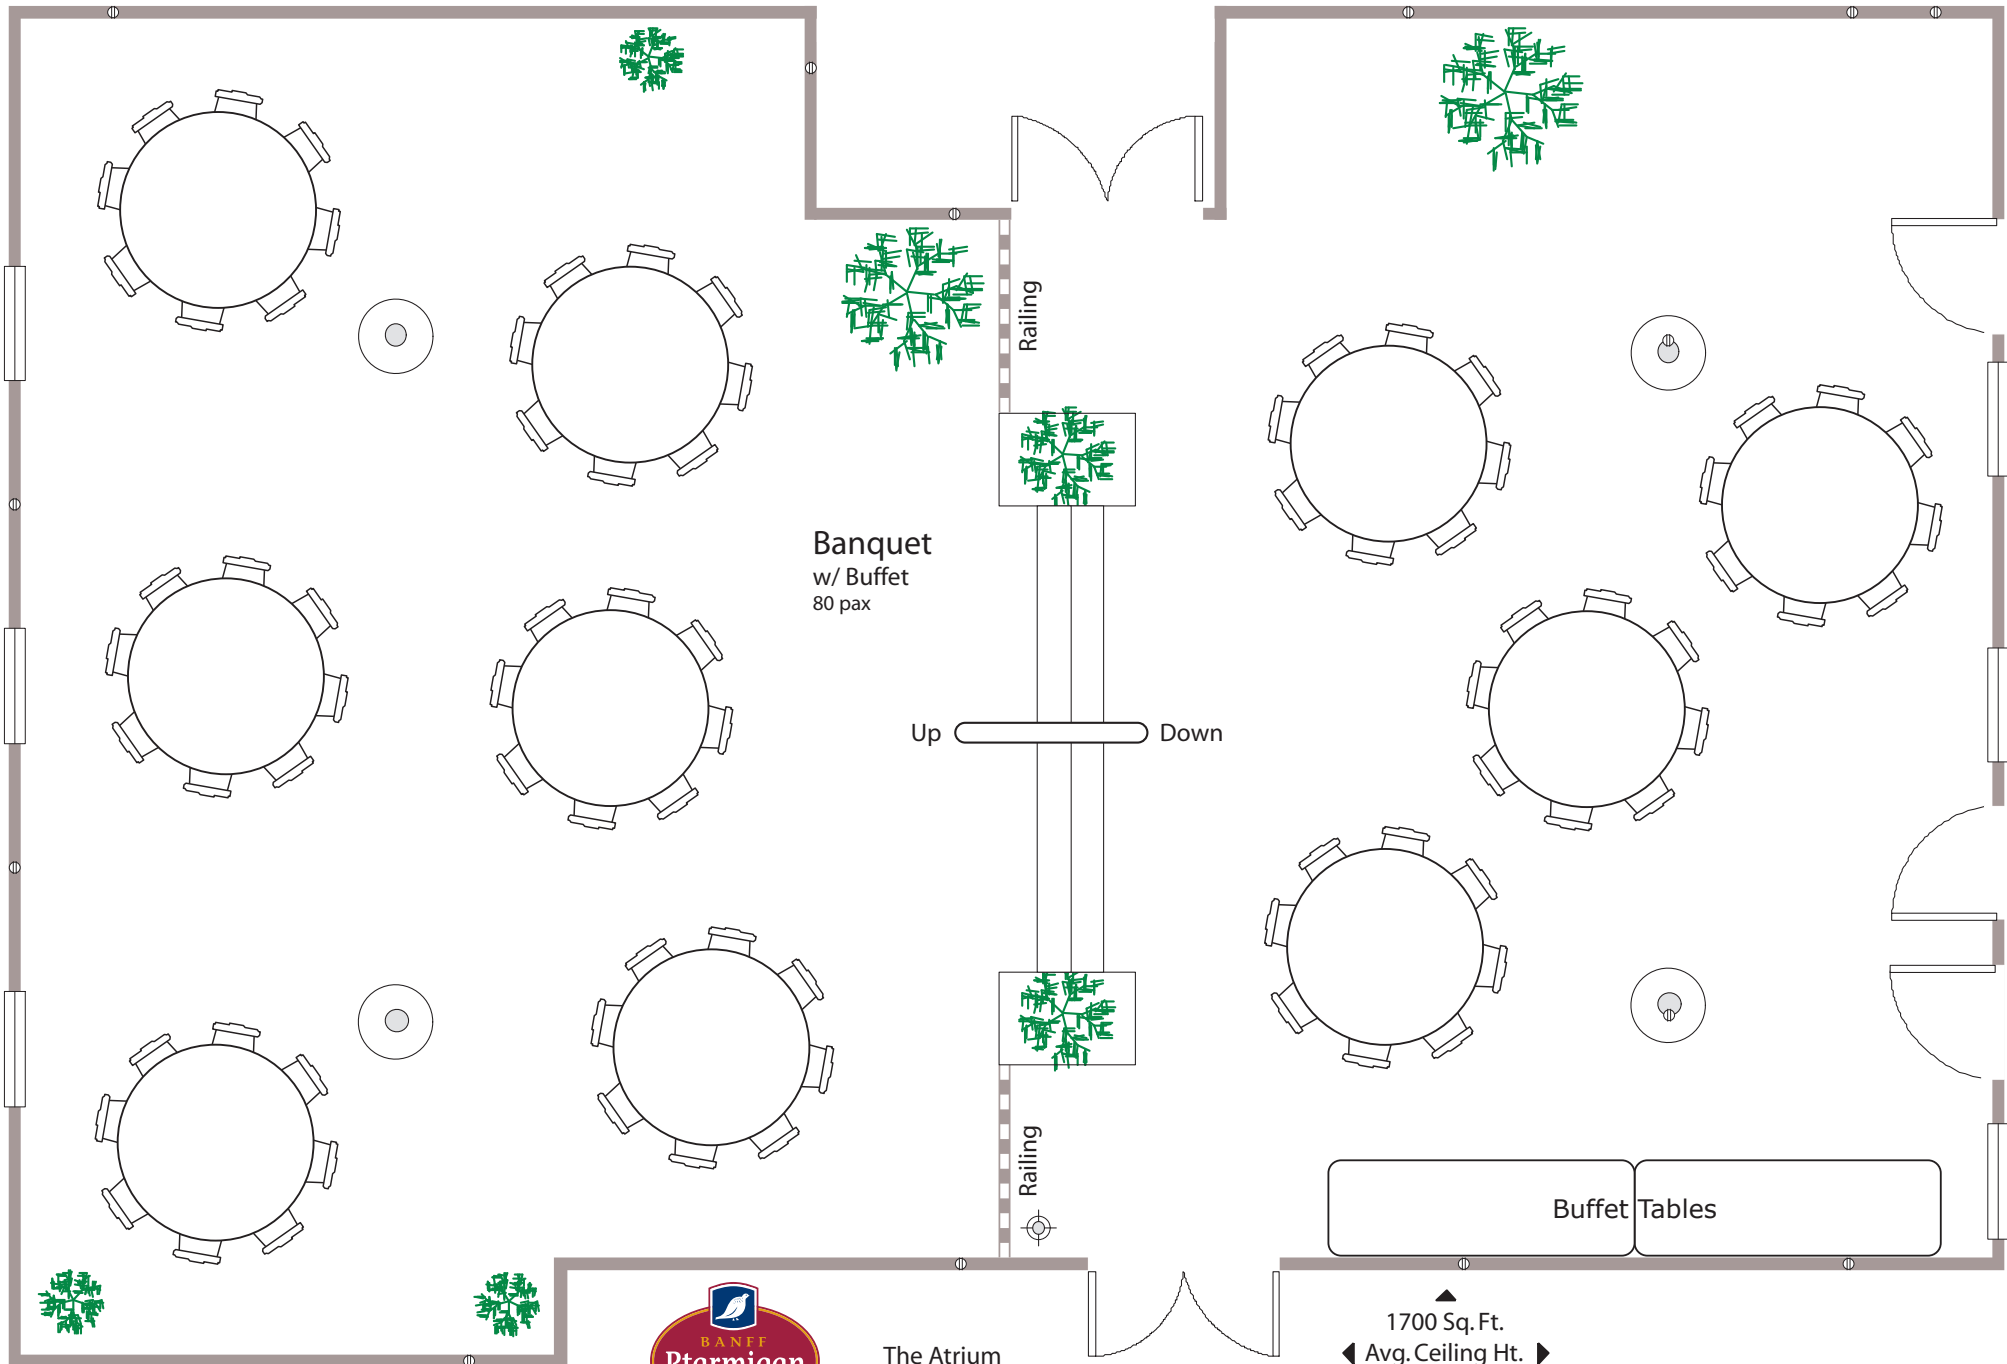 Railing
Banquet
w/ Buffet
80 pax
Up
Down
Railing
Buffet Tables
BANFF
Ptarmigan
The Atrium
1700 Sq. Ft.
Avg. Ceiling Ht.